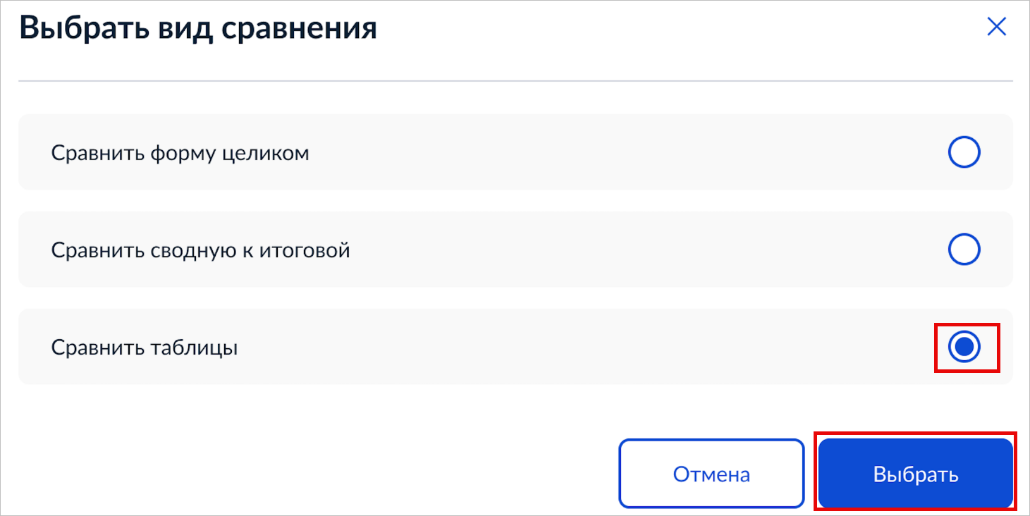 Выбрать вид сравнения
Сравнить форму целиком
Сравнить сводную к итоговой
Сравнить таблицы
Отмена
Выбрать